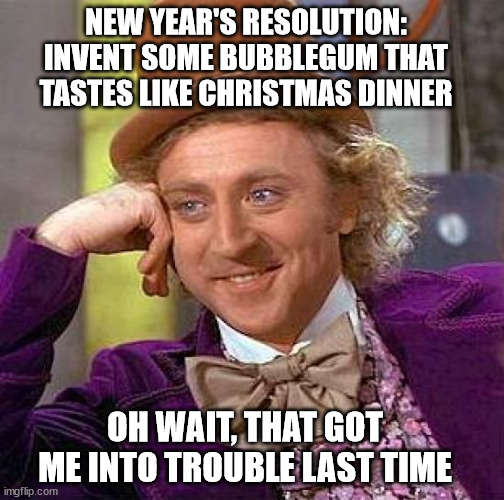 NEW YEAR'S RESOLUTION:
INVENT SOME BUBBLEGUM THAT
TASTES LIKE CHRISTMAS DINNER
OH WAIT, THAT GOT
ME INTO TROUBLE LAST TIME
imgflip.com